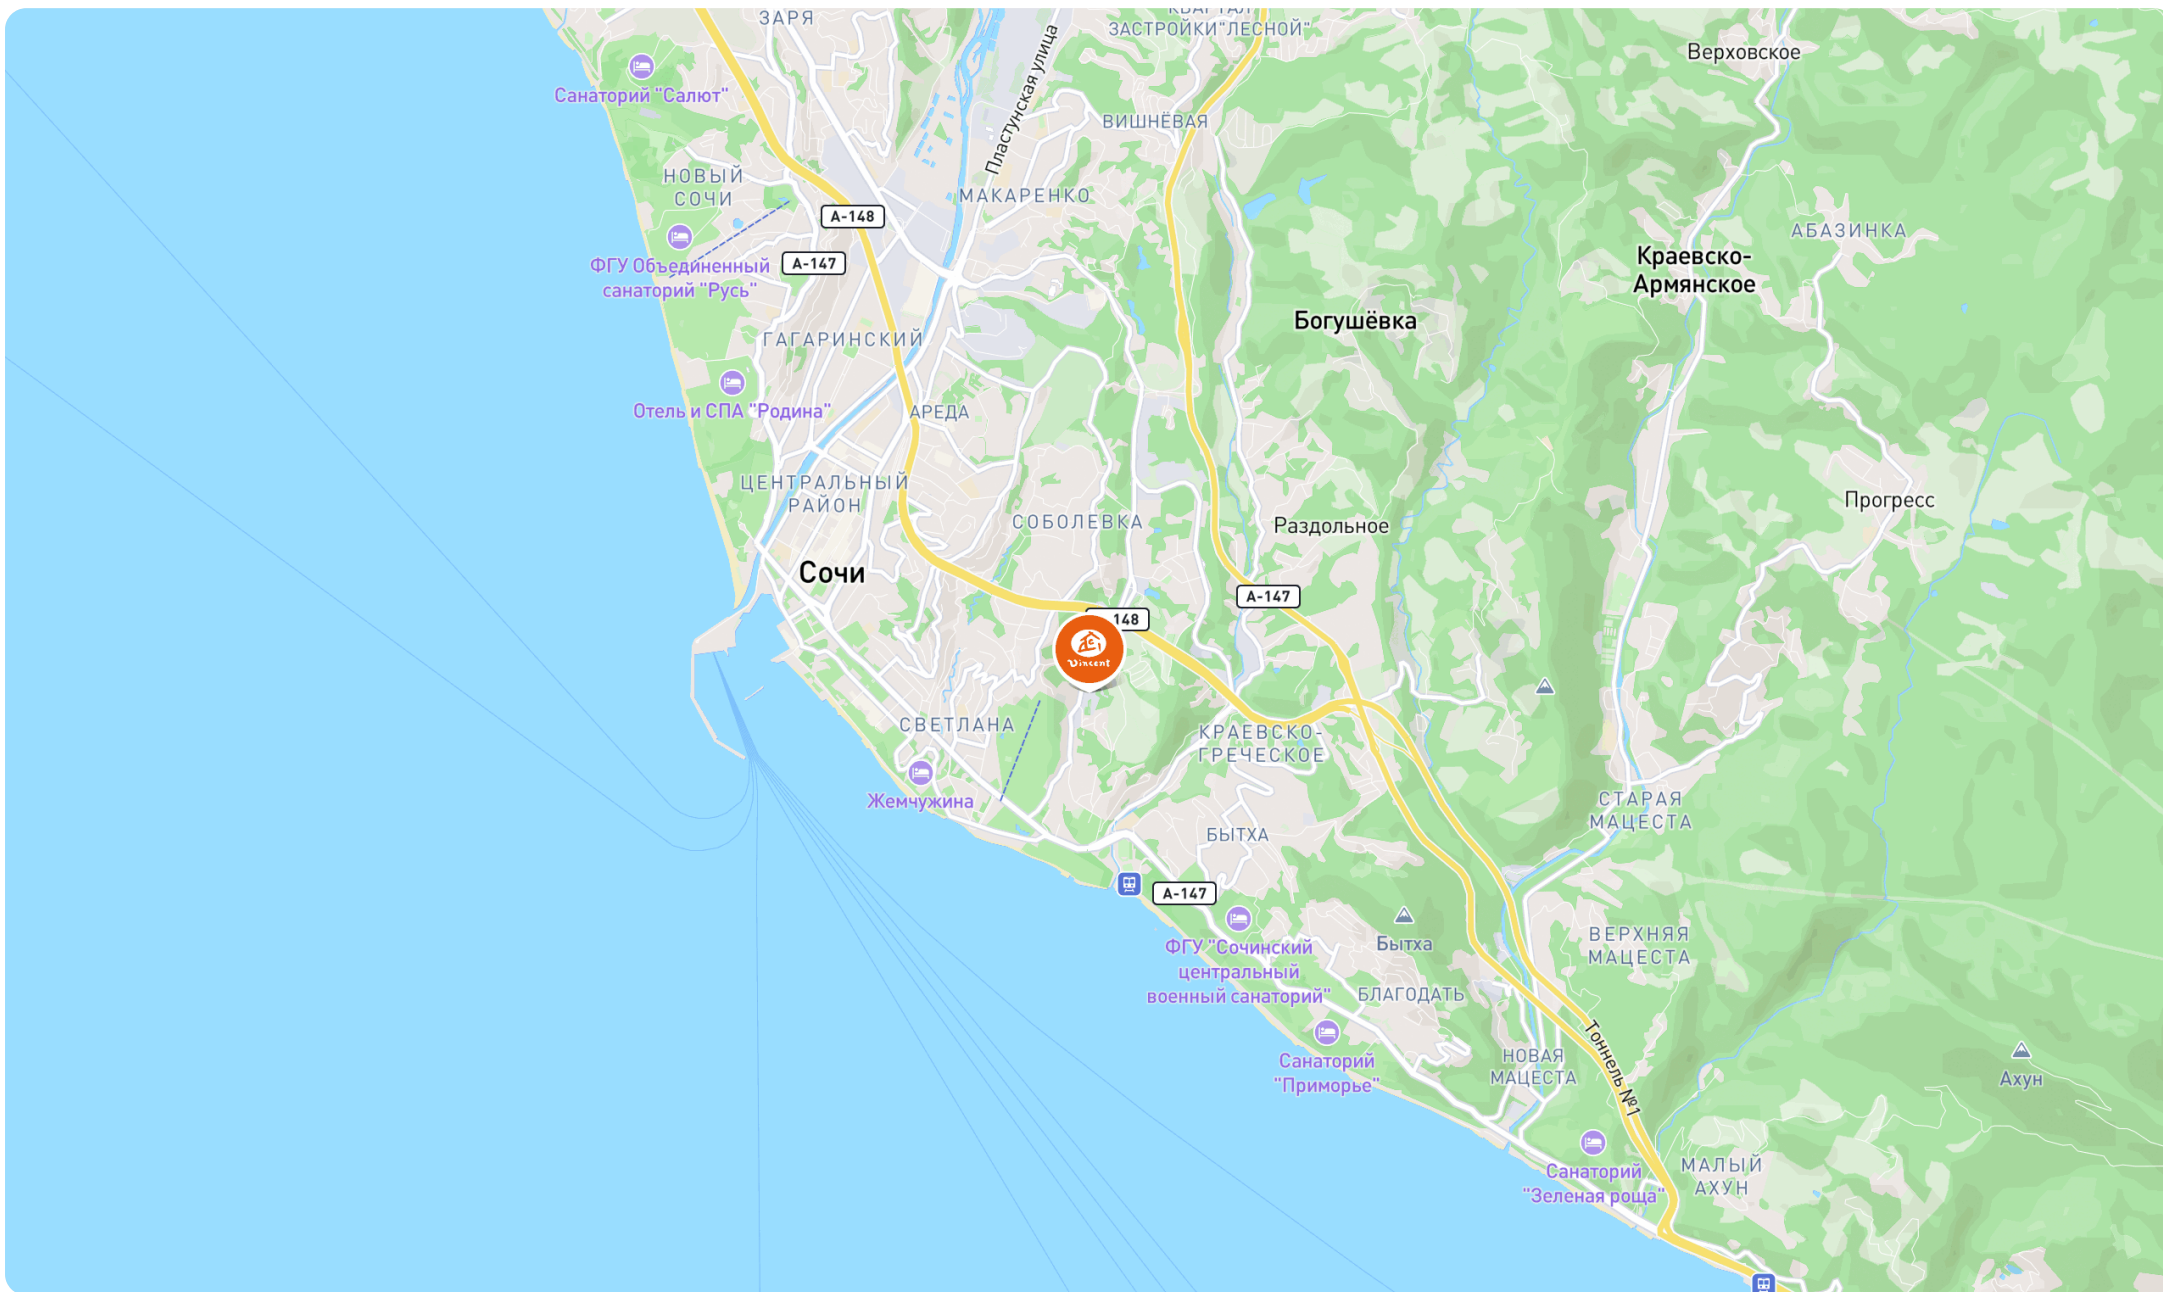 ЗАРЯ
КВАРТАЛ
ЗАСТРОЙКИ"ЛЕСНОЙ"
Верховское
Санаторий "Салют"
Пластунская улица
ВИШНЁВАЯ
НОВЫЙ
СОЧИ
МАКАРЕНКО
A-148
АБАЗИНКА
A-147
ФГУ Объединенный
санаторий "Русь"
Краевско-
Армянское
Богушёвка
ГАГАРИНСКИЙ
Отель и СПА "Родина"
АРЕДА
ЦЕНТРАЛЬНЫЙ
РАЙОН
Прогресс
СОБОЛЕВКА
Раздольное
Сочи
A-147
148
Vincent
СВЕТЛАНА
КРАЕВСКО-
ГРЕЧЕСКОЕ
Жемчужина
СТАРАЯ
МАЦЕСТА
БЫТХА
A-147
ФГУ "Сочинский
центральный
военный санаторий"
Бытха
ВЕРХНЯЯ
МАЦЕСТА
БЛАГОДАТЬ
Тоннель №1
Санаторий
"Приморье"
НОВАЯ
МАЦЕСТА
Ахун
Санаторий
"Зеленая роща"
МАЛЫЙ
АХУН